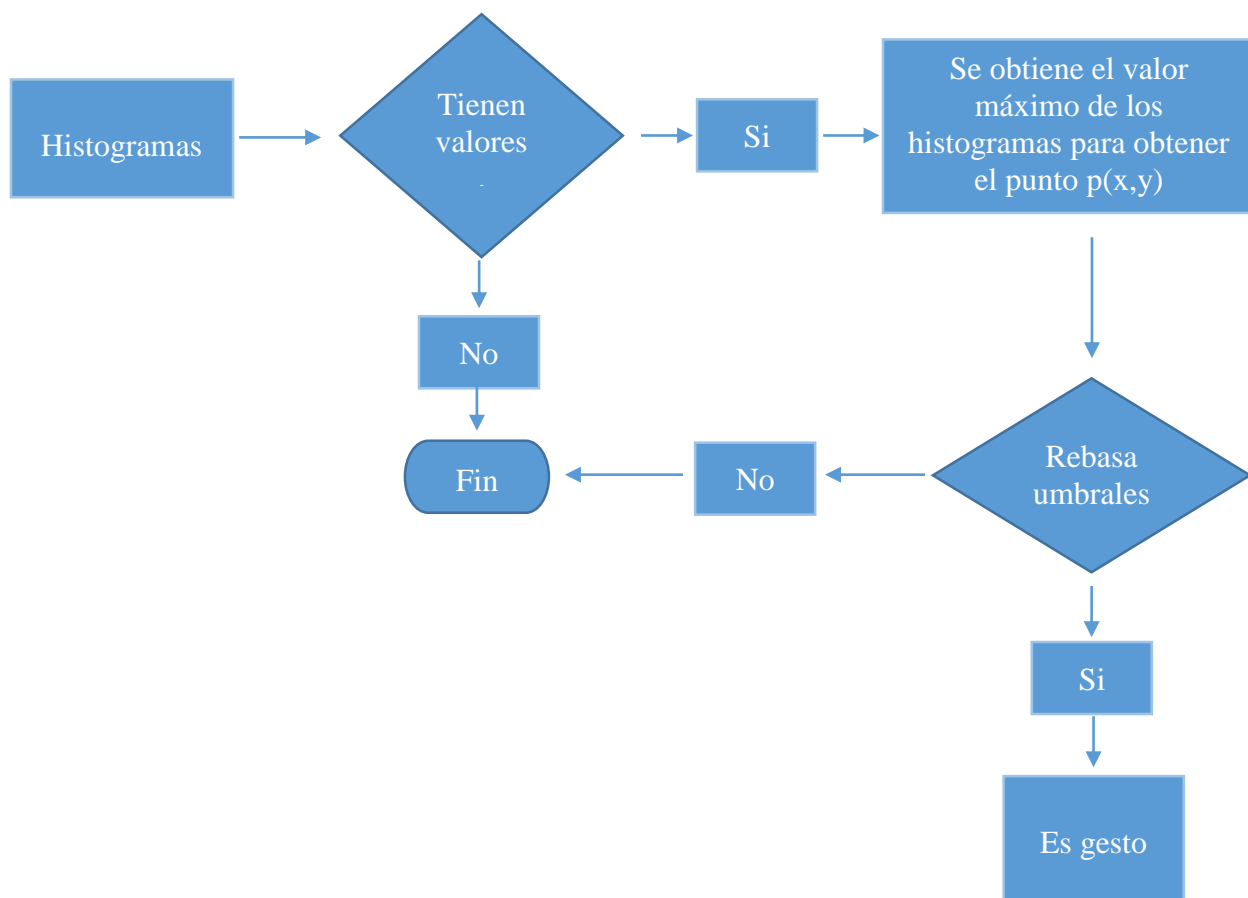 Histogramas
Tienen
valores
Si
Se obtiene el valor
máximo de los
histogramas para obtener
el punto p(x,y)
No
Fin
No
Rebasa
umbrales
Si
Es gesto